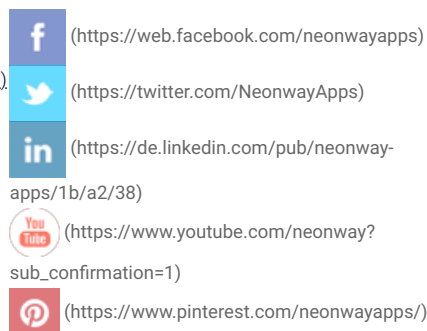 f (https://web.facebook.com/neonwayapps)
) (https://twitter.com/NeonwayApps)
in (https://de.linkedin.com/pub/neonway-
apps/1b/a2/38)
You
Tube (https://www.youtube.com/neonway?
sub_confirmation=1)
(https://www.pinterest.com/neonwayapps/)